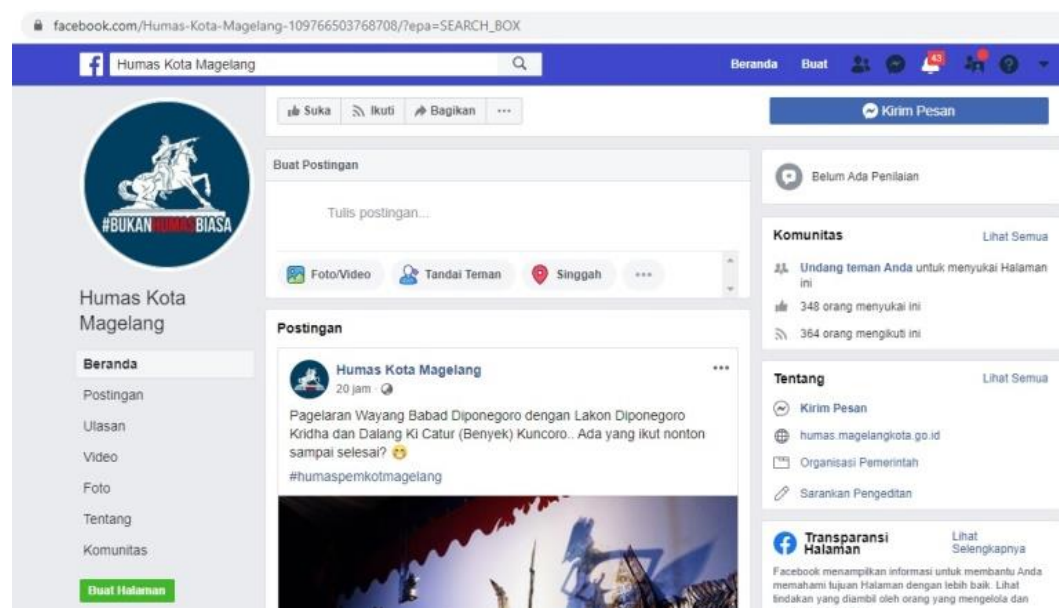 facebook.com/Humas-Kota-Magelang-109766503768708/?epa=SEARCH_BOX
Humas Kota Magelang
Beranda Buat 43
Suka Ikuti Bagikan ...
Kirim Pesan
#BUKANHUMASBIASA
Humas Kota
Magelang
Beranda
Postingan
Ulasan
Video
Foto
Tentang
Komunitas
Buat Halaman
Buat Postingan
Tulis postingan...
Foto/Video Tandai Teman Singgah ...
Postingan
Humas Kota Magelang
20 jam ·
Pagelaran Wayang Babad Diponegoro dengan Lakon Diponegoro
Kridha dan Dalang Ki Catur (Benyek) Kuncoro.. Ada yang ikut nonton
sampai selesai?
#humaspemkotmagelang
Belum Ada Penilaian
Komunitas Lihat Semua
Undang teman Anda untuk menyukai Halaman
ini
348 orang menyukai ini
364 orang mengikuti ini
Tentang Lihat Semua
Kirim Pesan
humas.magelangkota.go.id
Organisasi Pemerintah
Sarankan Pengeditan
Transparansi
Halaman
Lihat
Selengkapnya
Facebook menampilkan informasi untuk membantu Anda
memahami tujuan Halaman dengan lebih baik. Lihat
tindakan yang diambil oleh orang yang mengelola dan